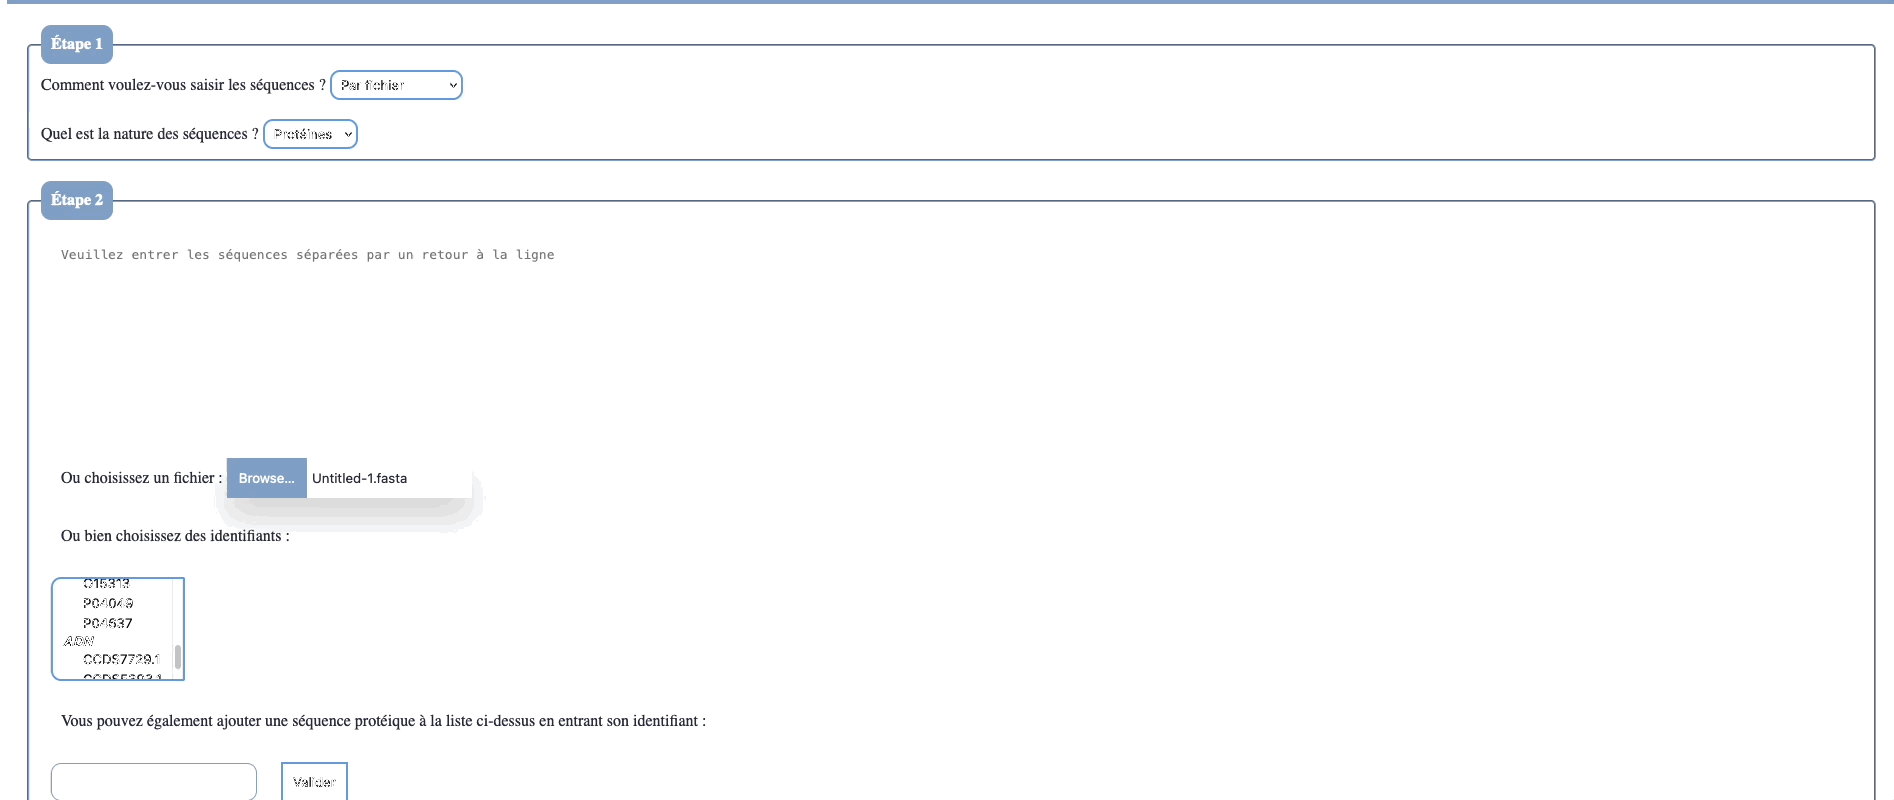 Étape 1
Comment voulez-vous saisir les séquences ? Par fichier
Quel est la nature des séquences ? Protéines
Étape 2
Veuillez entrer les séquences séparées par un retour à la ligne
Ou choisissez un fichier : Browse... Untitled-1.fasta
Ou bien choisissez des identifiants :
P04049
P04637
ADN
CCDS7729.1
Vous pouvez également ajouter une séquence protéique à la liste ci-dessus en entrant son identifiant :
Valider